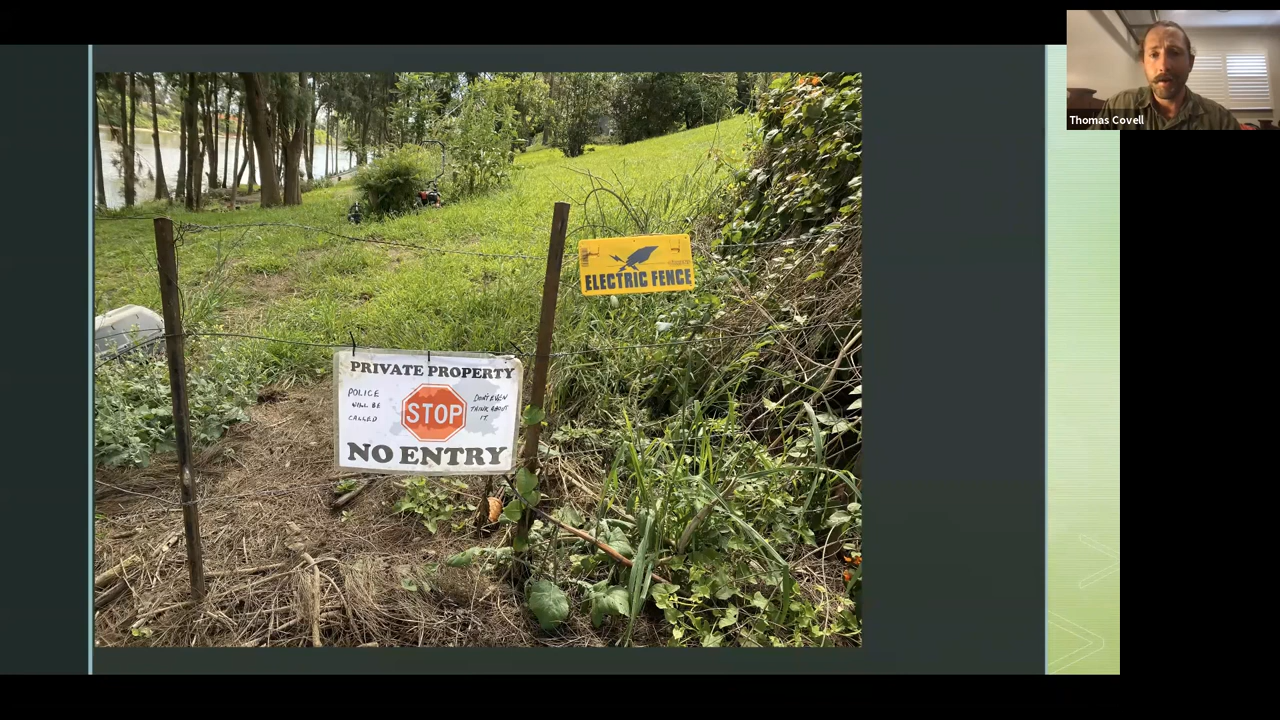 Thomas Covell
ELECTRIC FENCE
PRIVATE PROPERTY
POLICE
WILL BE
CALLED
STOP
DON'T EVEN
THINK ABOUT
IT
NO ENTRY